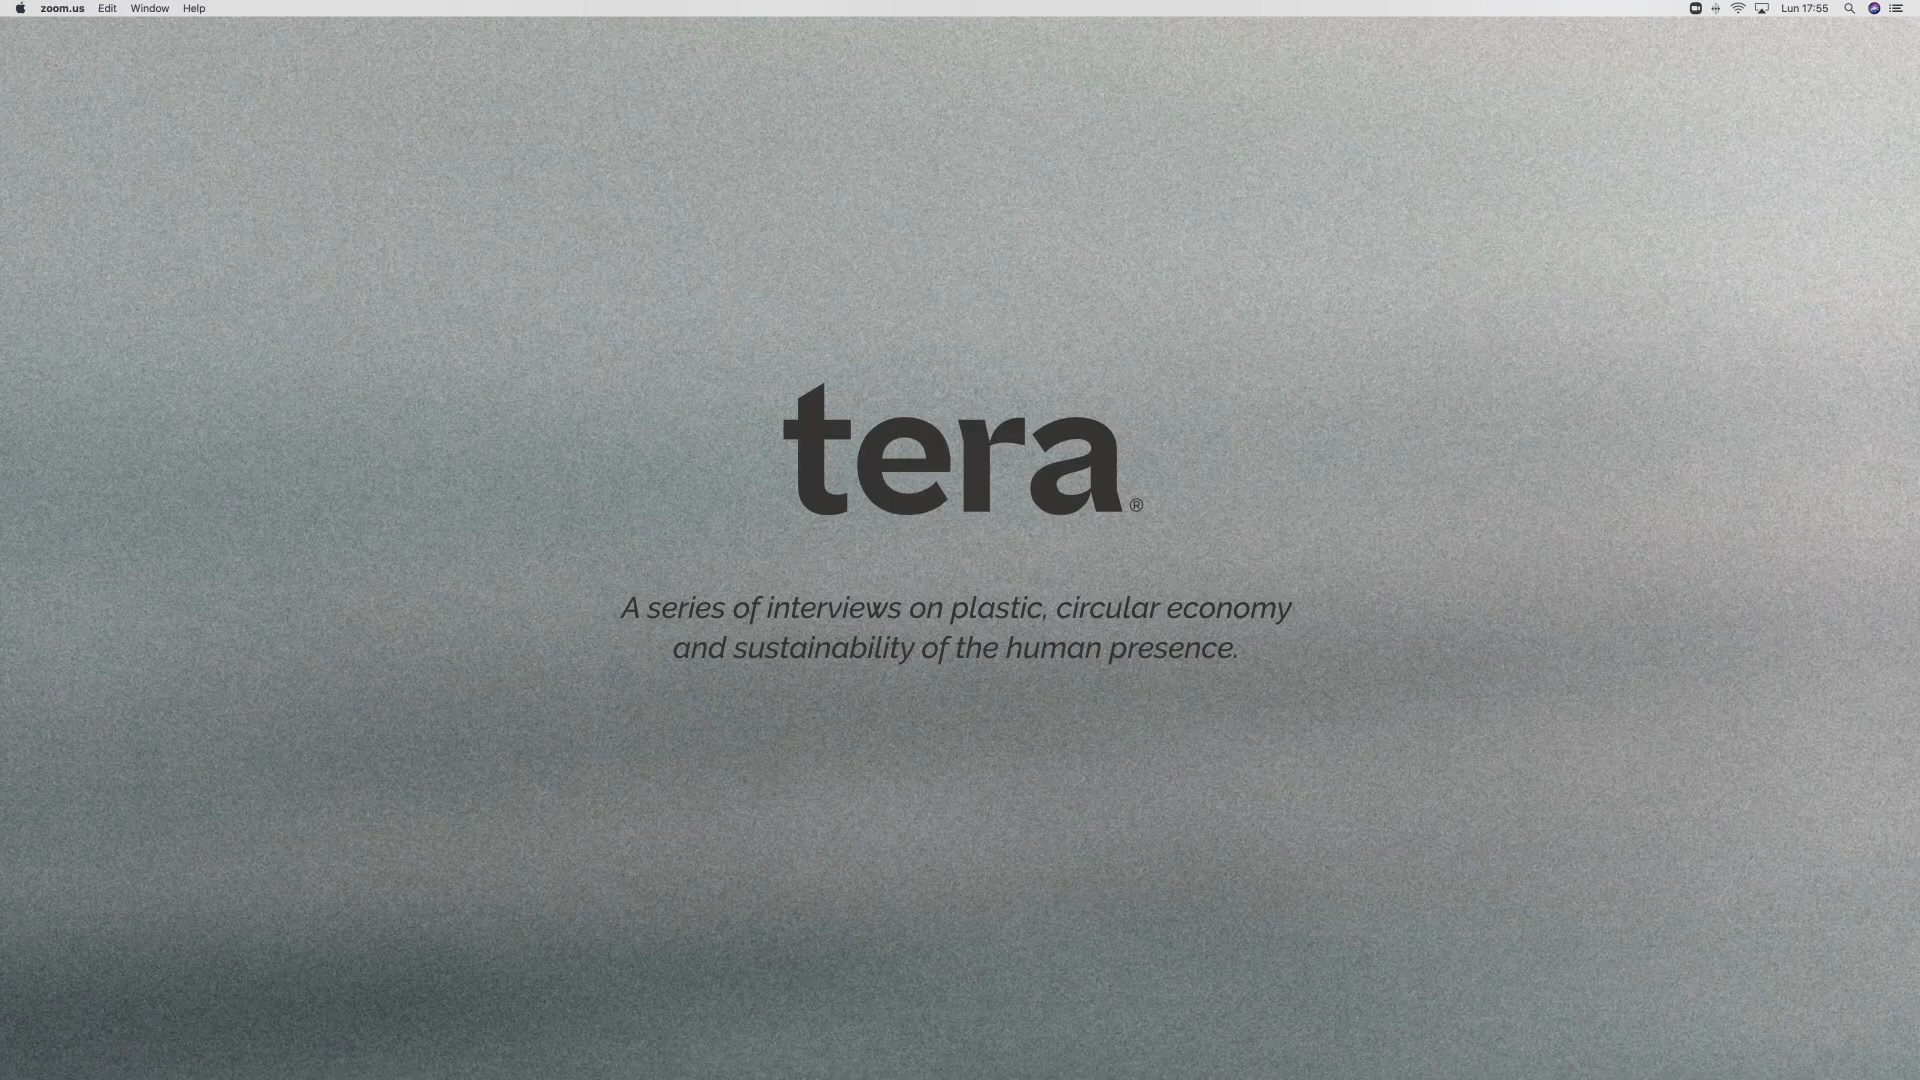 zoom.us Edit Window Help Lun 17:55
tera®
A series of interviews on plastic, circular economy
and sustainability of the human presence.